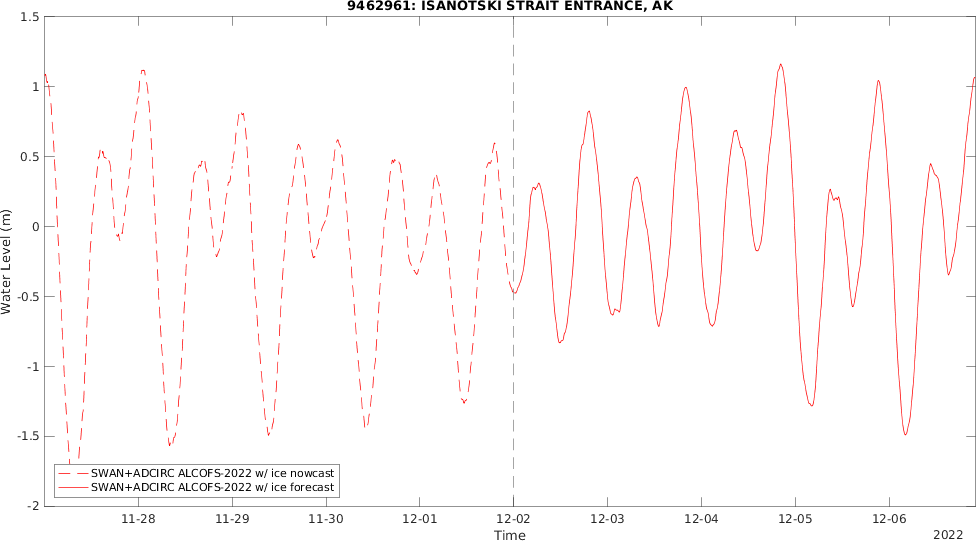 9462961: ISANOTSKI STRAIT ENTRANCE, AK
1.5
1
0.5
0
-0.5
-1
-1.5
-2
Water Level (m)
SWAN+ADCIRC ALCOFS-2022 w/ ice nowcast
SWAN+ADCIRC ALCOFS-2022 w/ ice forecast
11-28 11-29 11-30 12-01 12-02 12-03 12-04 12-05 12-06
Time
2022